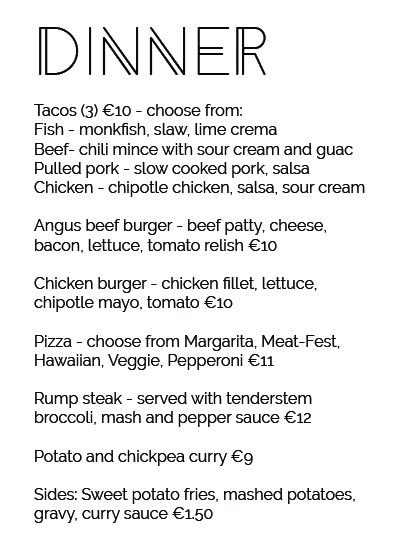 DINNER
Tacos (3) €10 - choose from:
Fish - monkfish, slaw, lime crema
Beef- chili mince with sour cream and guac
Pulled pork - slow cooked pork, salsa
Chicken - chipotle chicken, salsa, sour cream
Angus beef burger - beef patty, cheese,
bacon, lettuce, tomato relish €10
Chicken burger - chicken fillet, lettuce,
chipotle mayo, tomato €10
Pizza - choose from Margarita, Meat-Fest,
Hawaiian, Veggie, Pepperoni €11
Rump steak - served with tenderstem
broccoli, mash and pepper sauce €12
Potato and chickpea curry €9
Sides: Sweet potato fries, mashed potatoes,
gravy, curry sauce €1.50